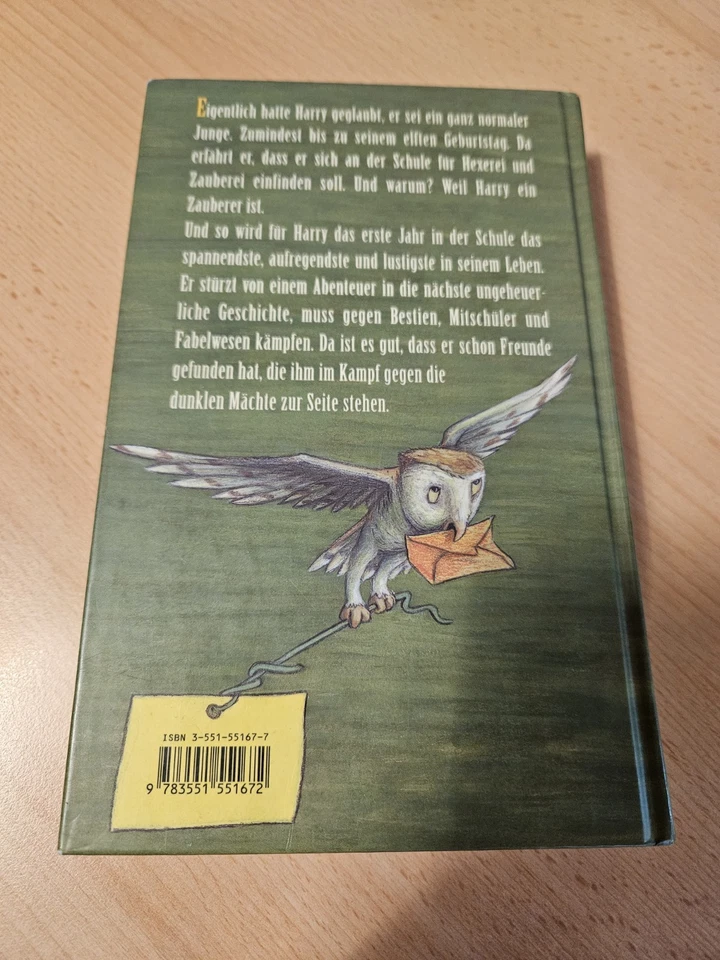 Eigentlich hatte Harry geglaubt, er sei ein ganz normaler
Junge. Zumindest bis zu seinem elften Geburtstag. Da
erfährt er, dass er sich an der Schule für Hexerei und
Zauberei einfinden soll. Und warum? Weil Harry ein
Zauberer ist.
Und so wird für Harry das erste Jahr in der Schule das
spannendste, aufregendste und lustigste in seinem Leben.
Er stürzt von einem Abenteuer in die nächste ungeheuer-
liche Geschichte, muss gegen Bestien, Mitschüler und
Fabelwesen kämpfen. Da ist es gut, dass er schon Freunde
gefunden hat, die ihm im Kampf gegen die
dunklen Mächte zur Seite stehen.
ISBN 3-551-55167-7
9 783551 551672